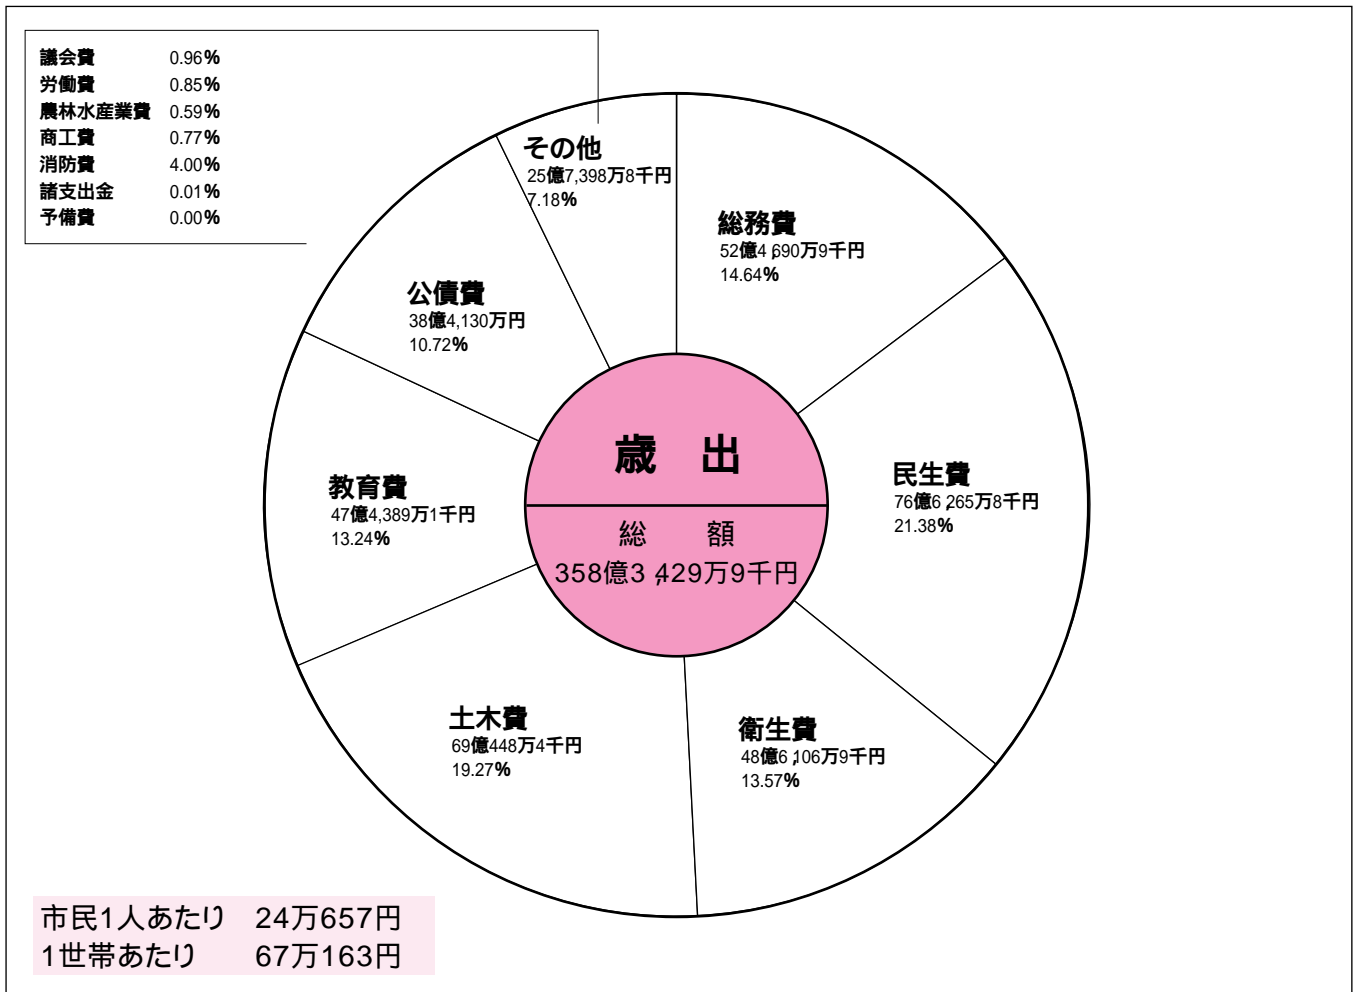 議会費 0.96%
労働費 0.85%
農林水産業費 0.59%
商工費 0.77%
消防費 4.00%
諸支出金 0.01%
予備費 0.00%
その他
25億7,398万8千円
7.18%
総務費
52億4,690万9千円
14.64%
公債費
38億4,130万円
10.72%
民生費
76億6,265万8千円
21.38%
教育費
47億4,389万1千円
13.24%
歳 出
総 額
358億3,429万9千円
土木費
69億448万4千円
19.27%
衛生費
48億6,106万9千円
13.57%
市民1人あたり 24万657円
1世帯あたり 67万163円